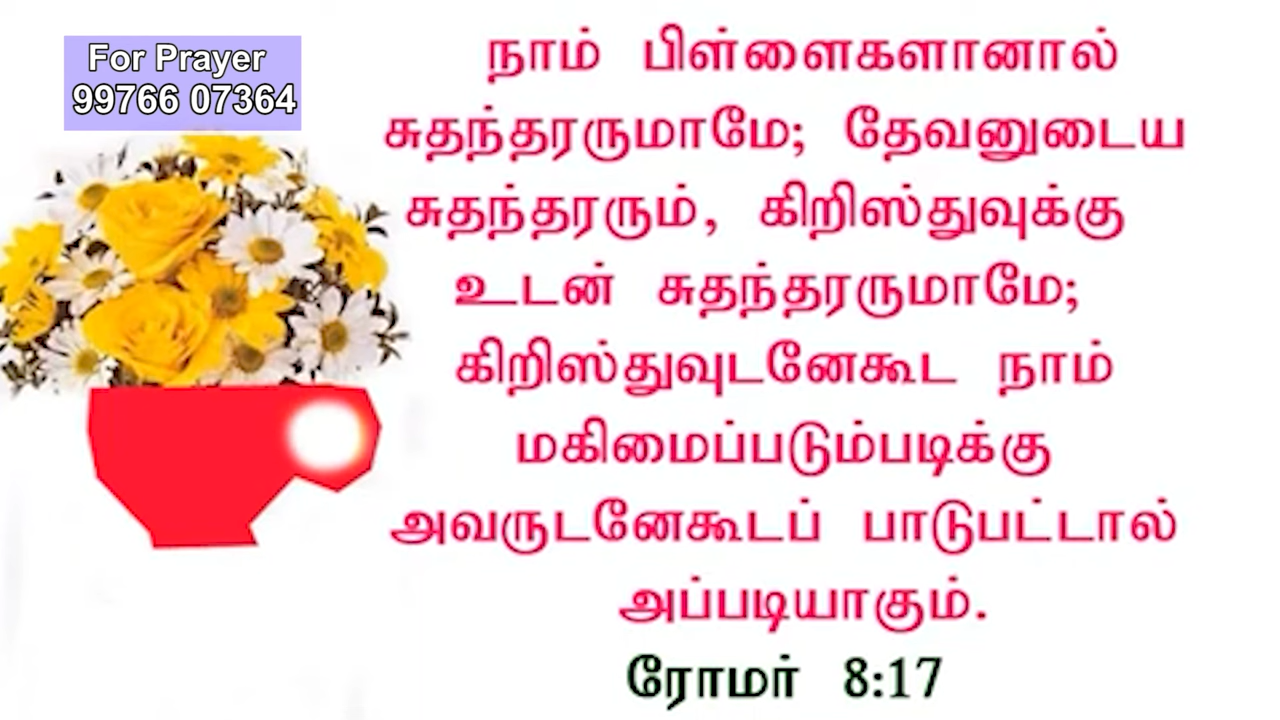 For Prayer
99766 07364
நாம் பிள்ளைகளானால்
சுதந்தரருமாமே; தேவனுடைய
சுதந்தரரும், கிறிஸ்துவுக்கு
உடன் சுதந்தரருமாமே;
கிறிஸ்துவுடனேகூட நாம்
மகிமைப்படும்படிக்கு
அவருடனேகூடப் பாடுபட்டால்
அப்படியாகும்.
ரோமர் 8:17